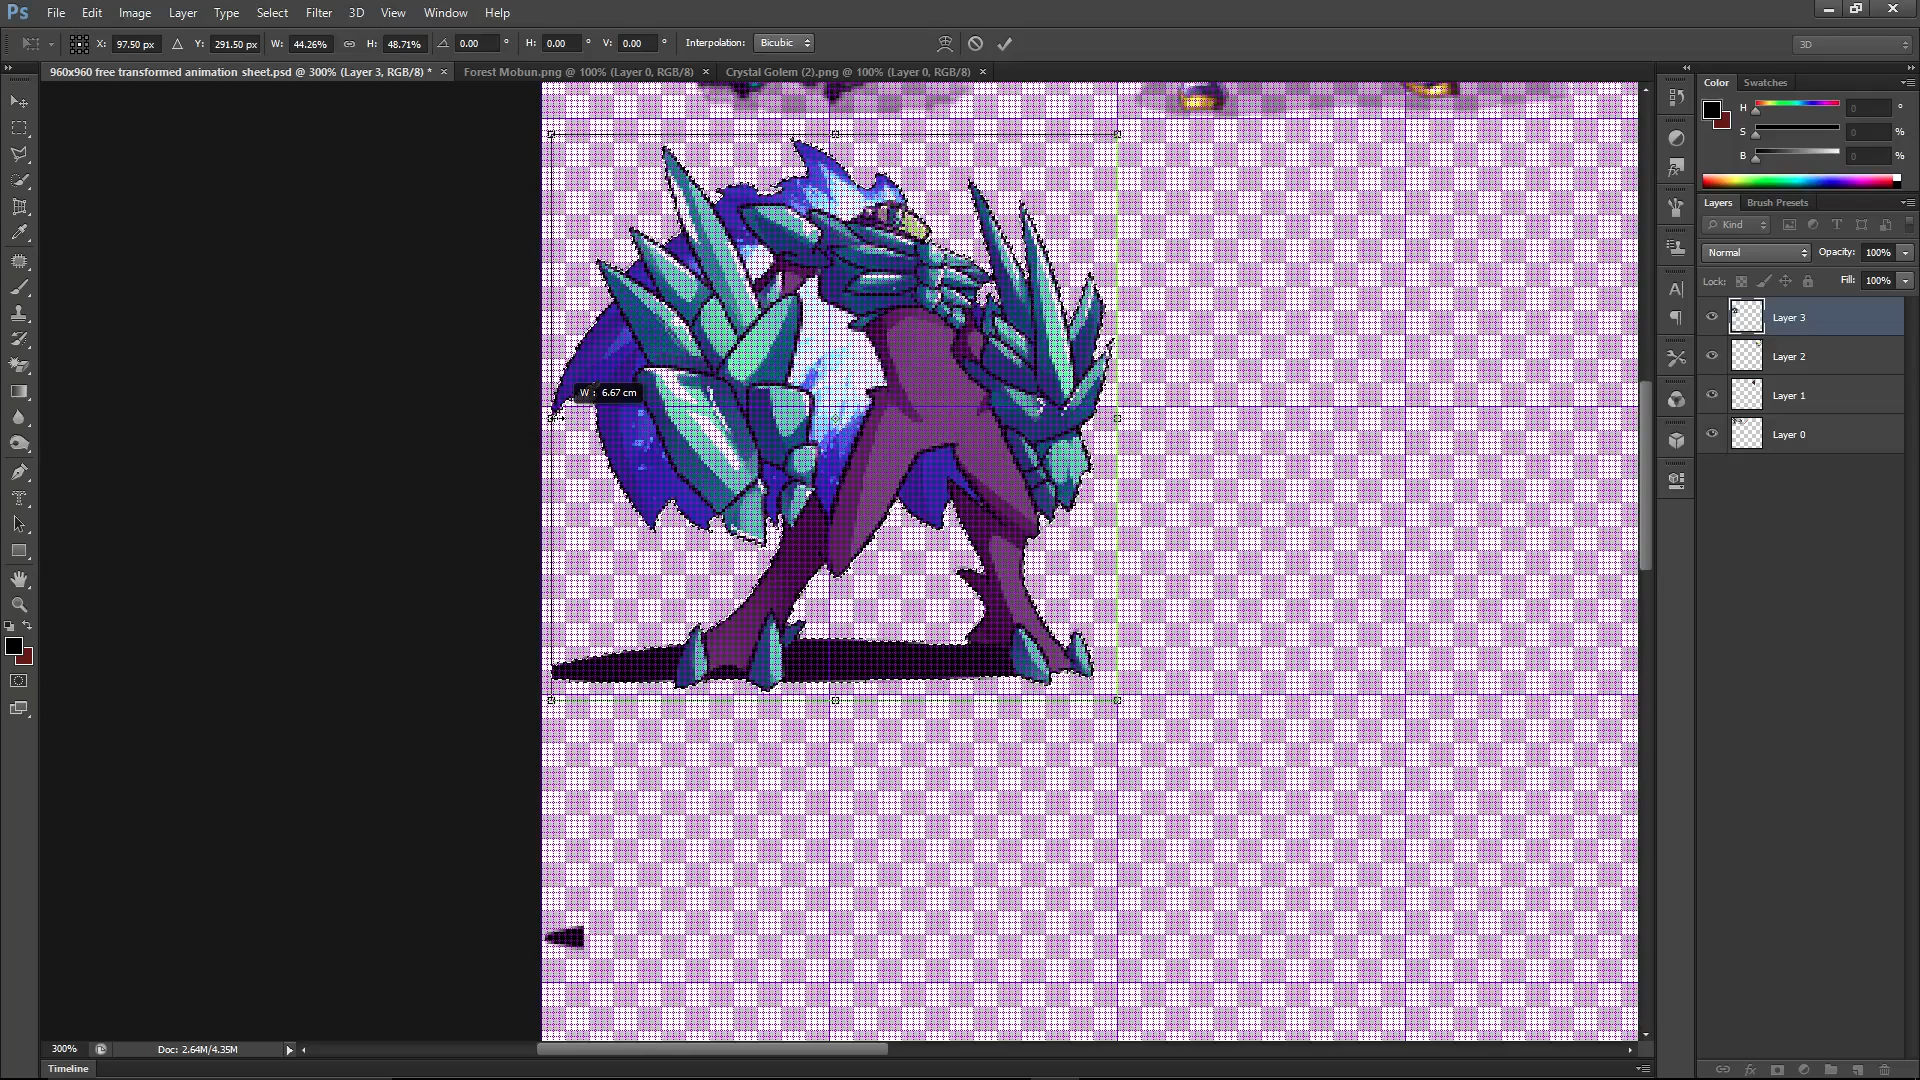 Ps File Edit Image Layer Type Select Filter 3D View Window Help
X: 97.50 px Y: 291.50 px W: 44.26% H: 48.71% 0.00 ° H: 0.00 ° V: 0.00 ° Interpolation: Bicubic 3D
960x960 free transformed animation sheet.psd @ 300% (Layer 3, RGB/8) * × Forest Mobun.png @ 100% (Layer 0, RGB/8) × Crystal Golem (2).png @ 100% (Layer 0, RGB/8) ×
Color Swatches
H 0 °
S 0 %
B 0 %
Layers Brush Presets
Kind
Normal Opacity: 100%
Lock: Fill: 100%
Layer 3
Layer 2
Layer 1
Layer 0
W : 6.67 cm
300% Doc: 2.64M/4.35M
Timeline